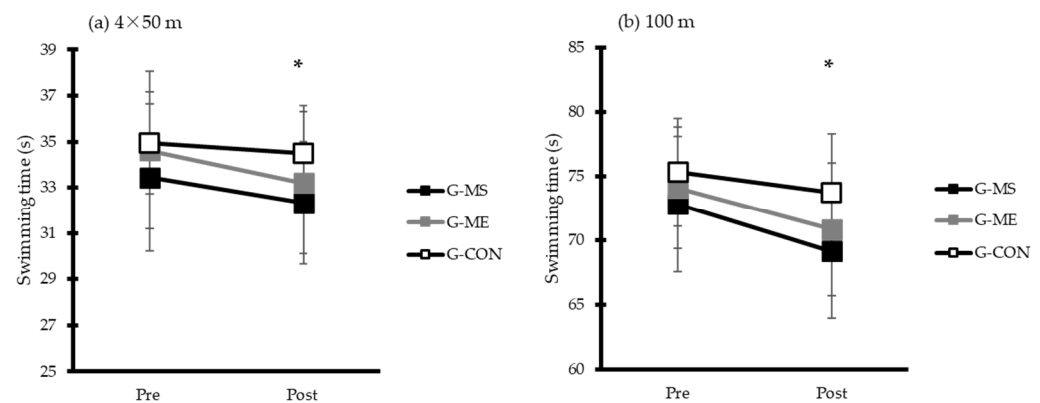 (a) 4×50 m
39
37
35
33
31
29
27
25
Swimming time (s)
*
Pre
Post
G-MS
G-ME
G-CON
(b) 100 m
85
80
75
70
65
60
Swimming time (s)
*
Pre
Post
G-MS
G-ME
G-CON